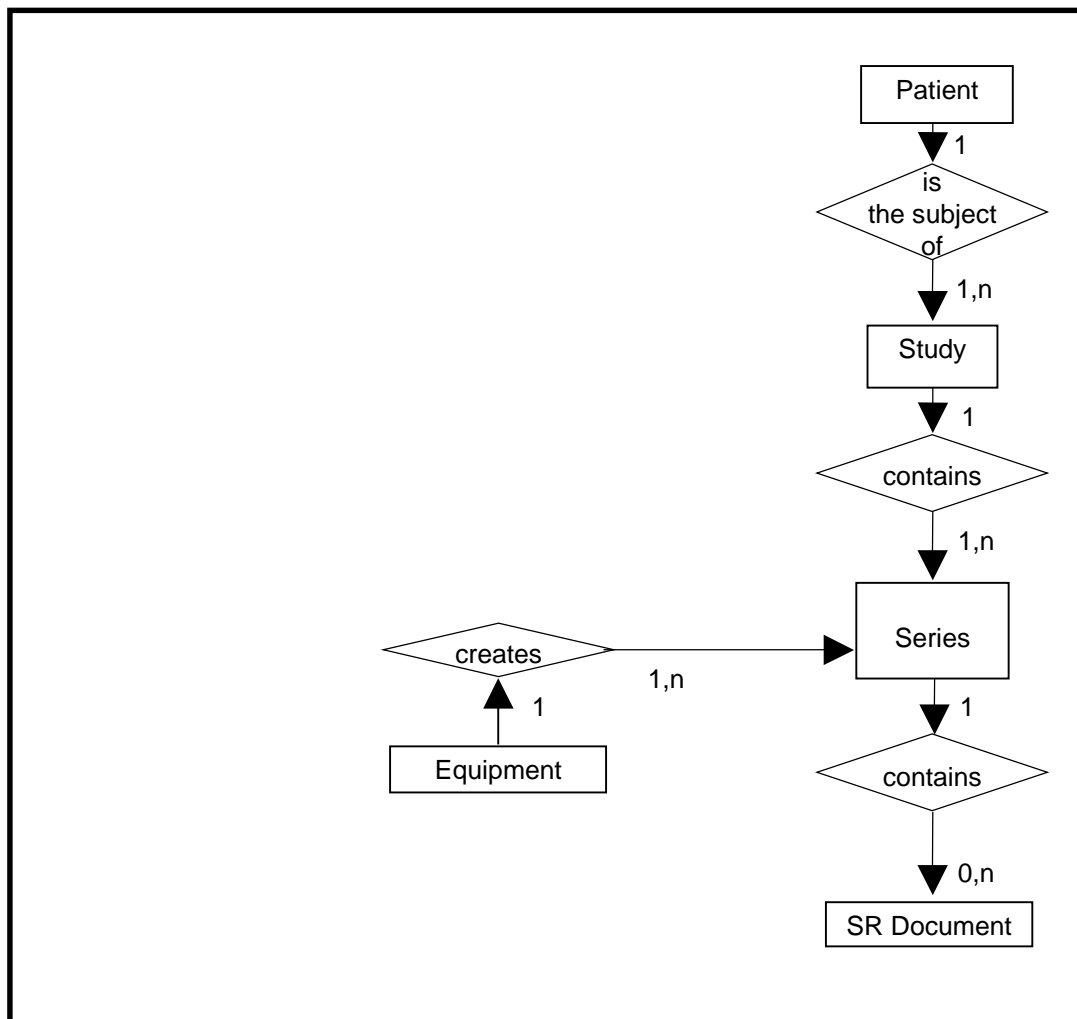 Patient
1
is
the subject
of
1,n
Study
1
contains
1,n
Series
creates
1,n
1
1
Equipment
contains
0,n
SR Document